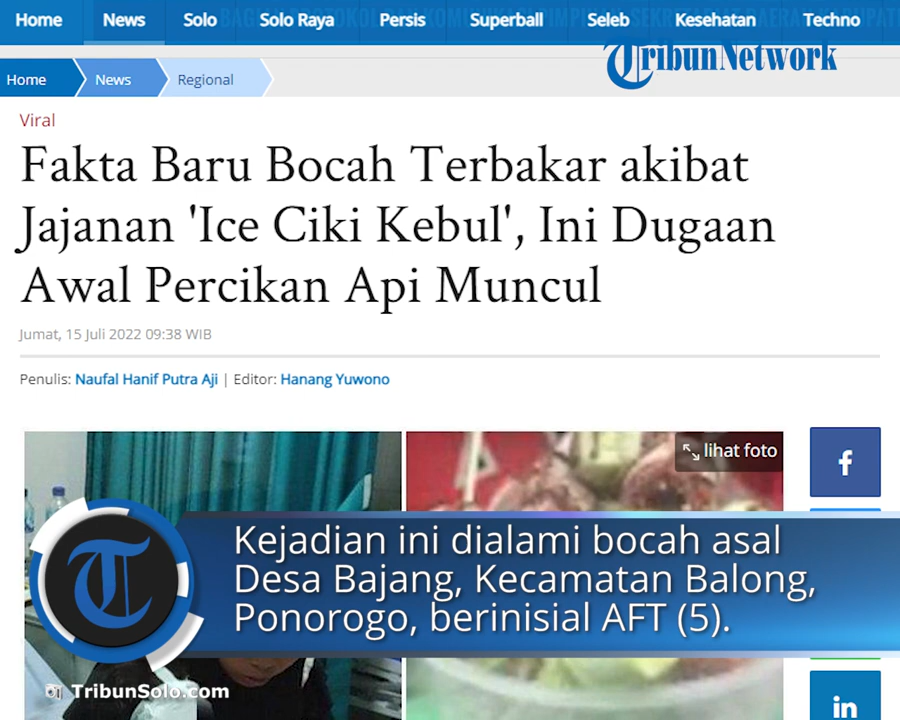 Home News Solo Solo Raya Persis Superball Seleb Kesehatan Techno
TribunNetwork
Home News Regional
Viral
Fakta Baru Bocah Terbakar akibat
Jajanan 'Ice Ciki Kebul', Ini Dugaan
Awal Percikan Api Muncul
Jumat, 15 Juli 2022 09:38 WIB
Penulis: Naufal Hanif Putra Aji | Editor: Hanang Yuwono
lihat foto
f
T
Kejadian ini dialami bocah asal
Desa Bajang, Kecamatan Balong,
Ponorogo, berinisial AFT (5).
TribunSolo.com
in